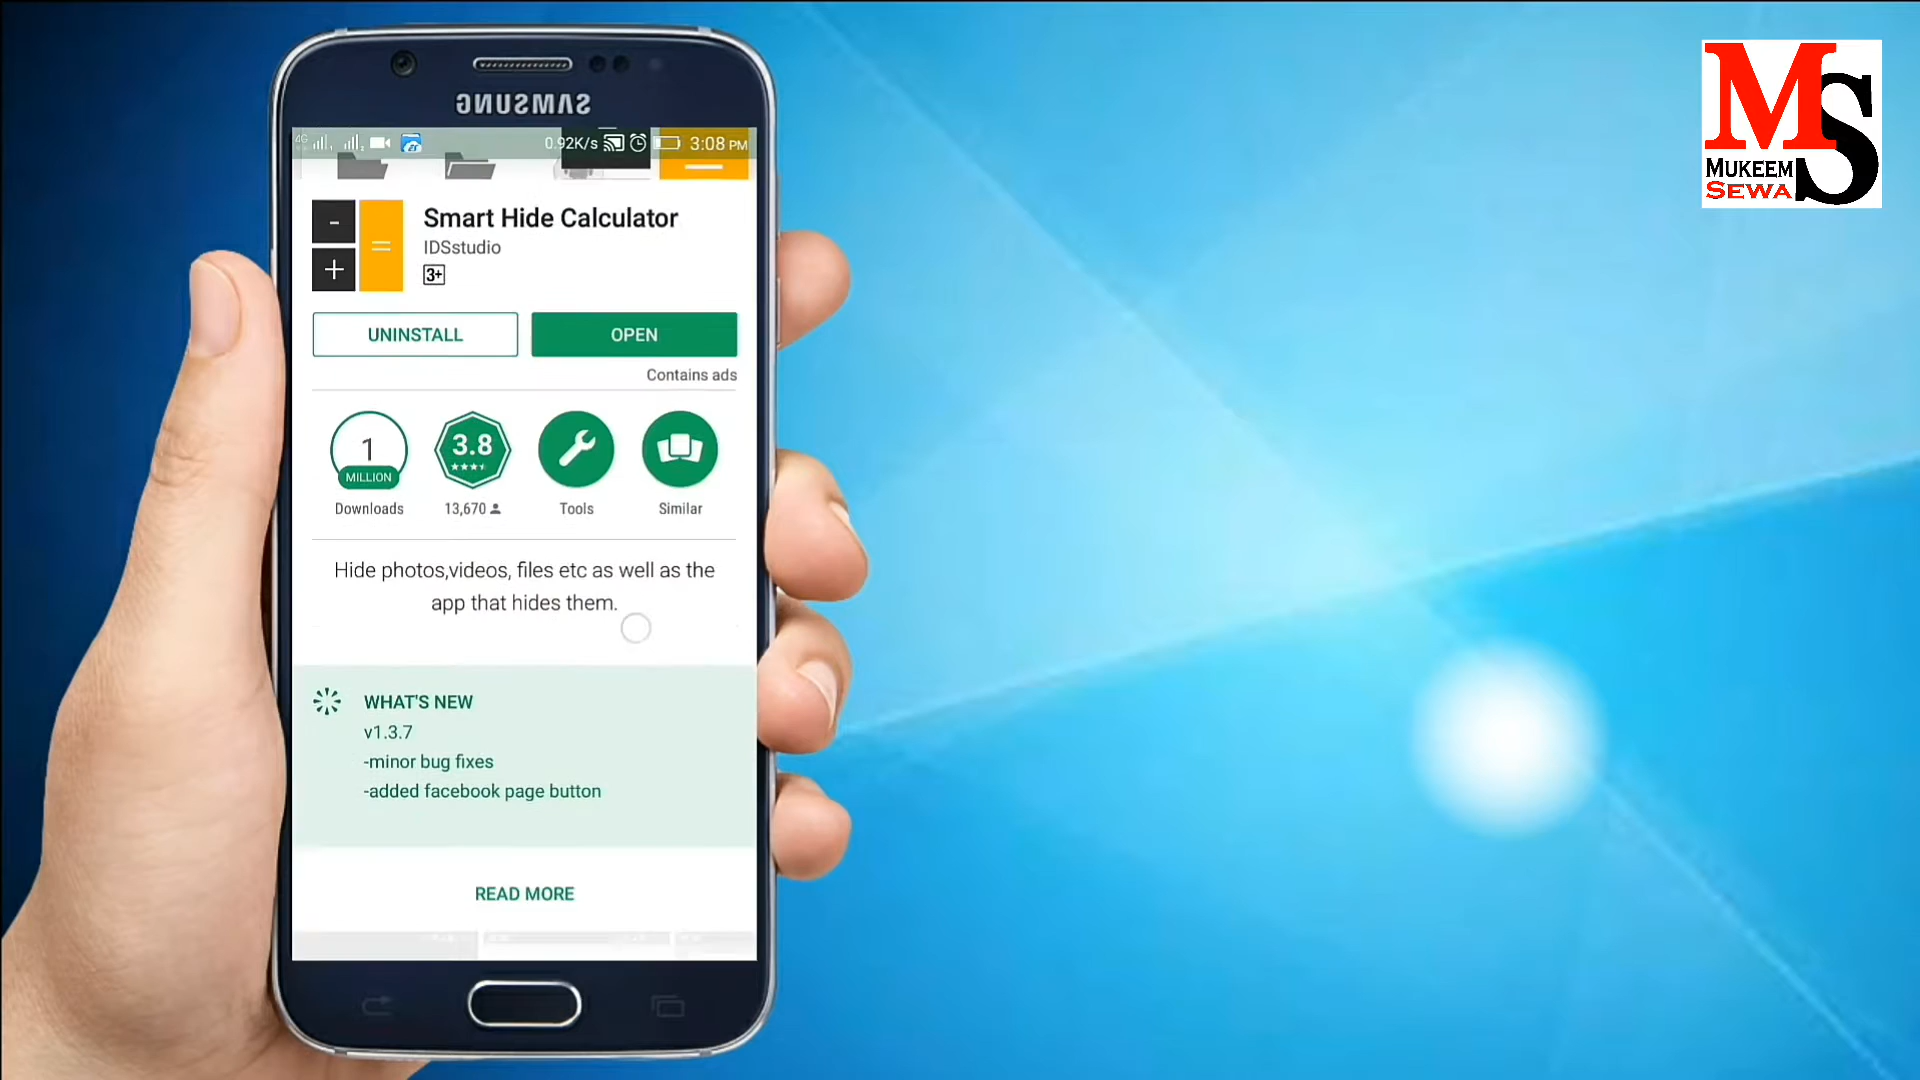 SAMSUNG
4G
0.92K/s
3:08 PM
Smart Hide Calculator
IDSstudio
3+
UNINSTALL
OPEN
Contains ads
1
MILLION
3.8
Downloads
13,670
Tools
Similar
Hide photos,videos, files etc as well as the
app that hides them.
WHAT'S NEW
v1.3.7
-minor bug fixes
-added facebook page button
READ MORE
MS
MUKEEM
SEWA